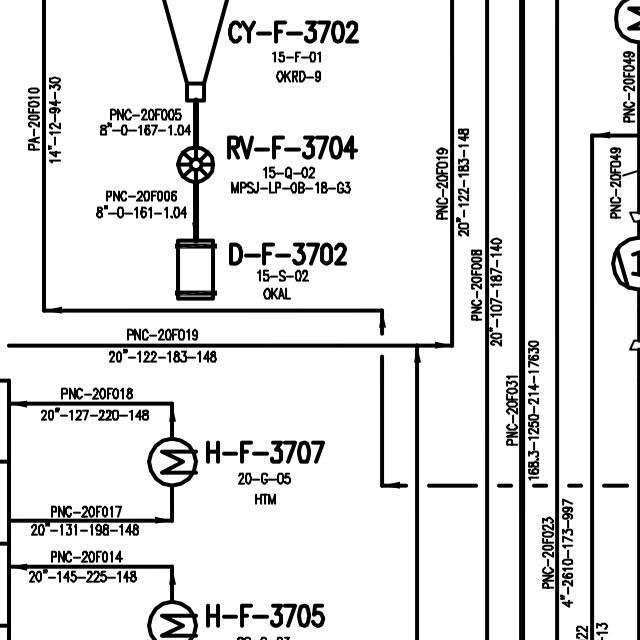 CY-F-3702
15-F-01
OKRD-9
PNC-20F005
8"-0-167-1.04
RV-F-3704
15-Q-02
MPSJ-LP-0B-18-G3
PNC-20F006
8"-0-161-1.04
D-F-3702
15-S-02
OKAL
PA-20F010
14"-12-94-30
PNC-20F019
20"-122-183-148
PNC-20F019
20"-122-183-148
PNC-20F008
20"-107-187-140
PNC-20F031
168.3-1250-214-17630
PNC-20F023
4"-2610-173-997
PNC-20F018
20"-127-220-148
M
H-F-3707
20-G-05
HTM
PNC-20F017
20"-131-198-148
PNC-20F014
20"-145-225-148
M
H-F-3705
PNC-20F049
PNC-20F049
1
22
-13